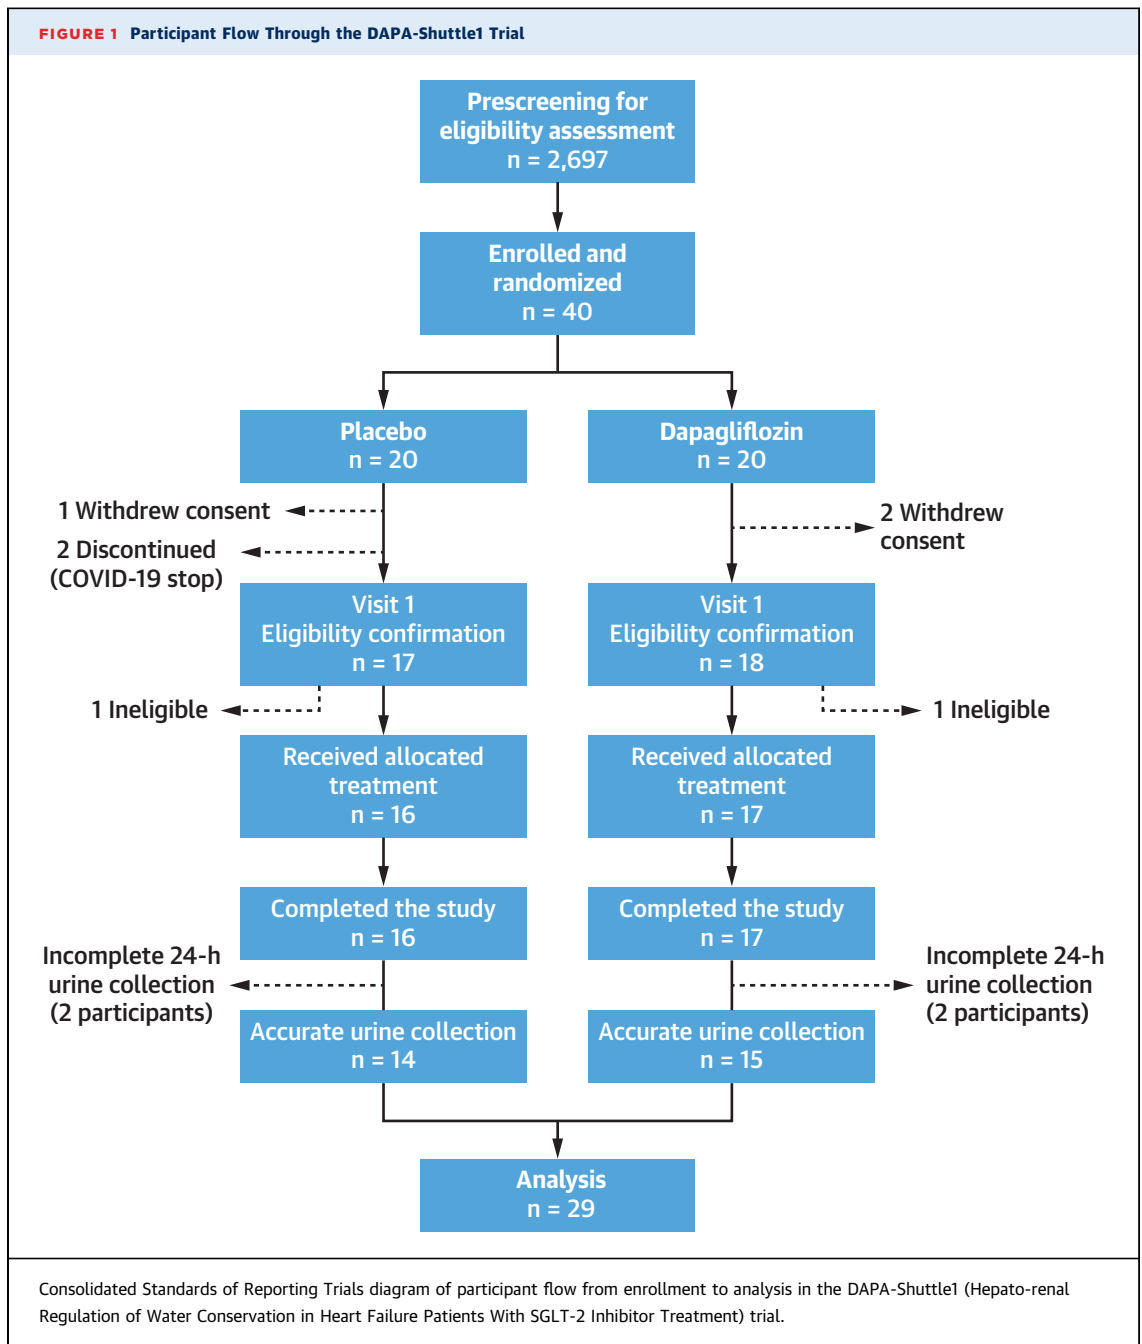 FIGURE 1 Participant Flow Through the DAPA-Shuttle1 Trial
Prescreening for
eligibility assessment
n = 2,697
Enrolled and
randomized
n = 40
Placebo
n = 20
Dapagliflozin
n = 20
1 Withdrew consent
2 Discontinued
(COVID-19 stop)
2 Withdrew
consent
Visit 1
Eligibility confirmation
n = 17
Visit 1
Eligibility confirmation
n = 18
1 Ineligible
1 Ineligible
Received allocated
treatment
n = 16
Received allocated
treatment
n = 17
Completed the study
n = 16
Completed the study
n = 17
Incomplete 24-h
urine collection
(2 participants)
Incomplete 24-h
urine collection
(2 participants)
Accurate urine collection
n = 14
Accurate urine collection
n = 15
Analysis
n = 29
Consolidated Standards of Reporting Trials diagram of participant flow from enrollment to analysis in the DAPA-Shuttle1 (Hepato-renal
Regulation of Water Conservation in Heart Failure Patients With SGLT-2 Inhibitor Treatment) trial.